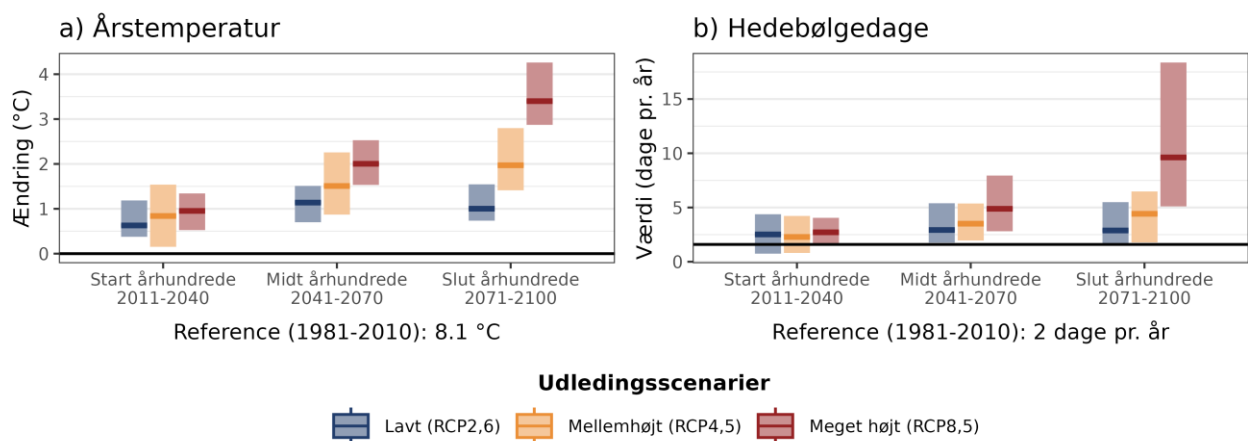 a) Årstemperatur
Ændring (°C)
4
3
2
1
0
Start århundrede
2011-2040
Midt århundrede
2041-2070
Slut århundrede
2071-2100
Reference (1981-2010): 8.1 °C
b) Hedebølgedage
Værdi (dage pr. år)
15
10
5
0
Start århundrede
2011-2040
Midt århundrede
2041-2070
Slut århundrede
2071-2100
Reference (1981-2010): 2 dage pr. år
Udledingsscenarier
Lavt (RCP2,6)
Mellemhøjt (RCP4,5)
Meget højt (RCP8,5)